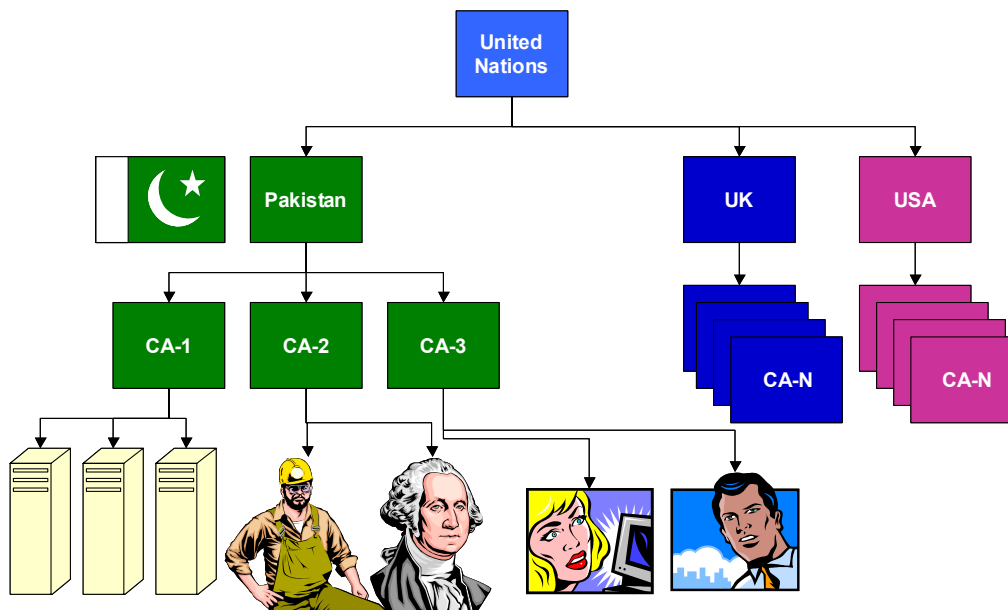 United
Nations
Pakistan
UK
USA
CA-1
CA-2
CA-3
CA-N
CA-N